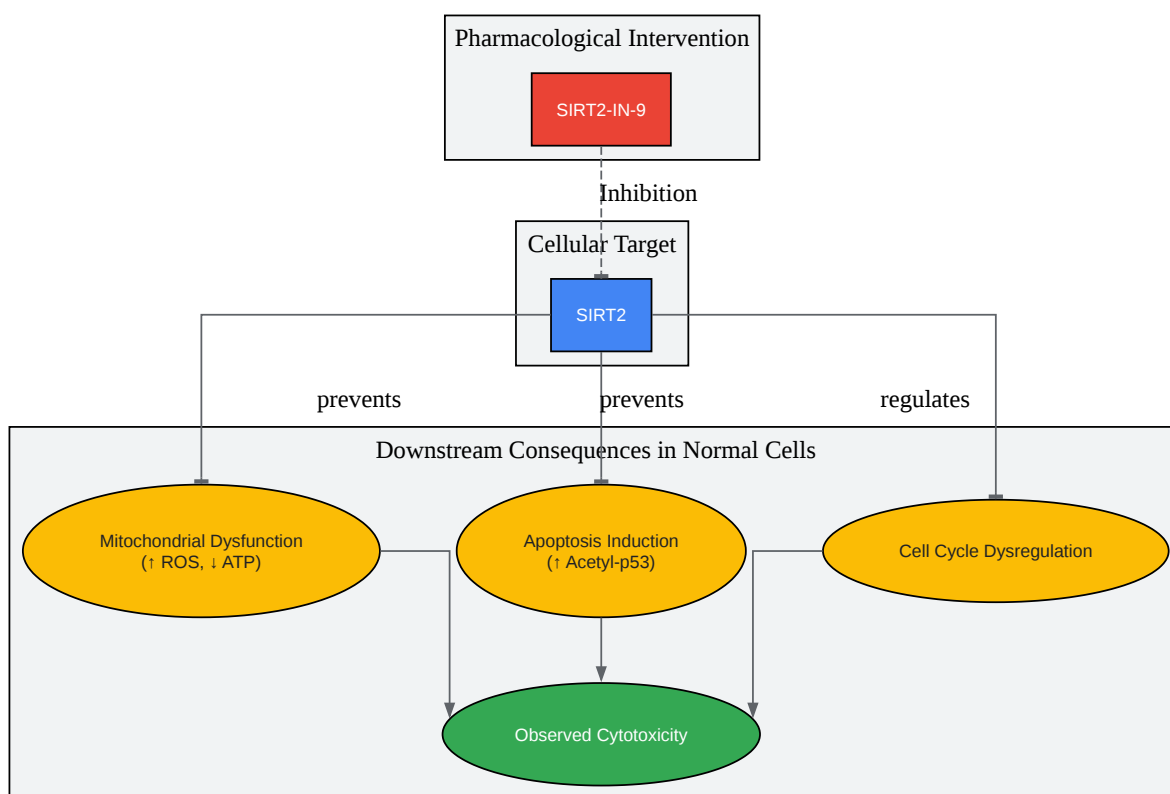 Pharmacological Intervention
SIRT2-IN-9
Inhibition
Cellular Target
SIRT2
prevents
prevents
regulates
Downstream Consequences in Normal Cells
Mitochondrial Dysfunction
(↑ ROS, ↓ ATP)
Apoptosis Induction
(↑ Acetyl-p53)
Cell Cycle Dysregulation
Observed Cytotoxicity